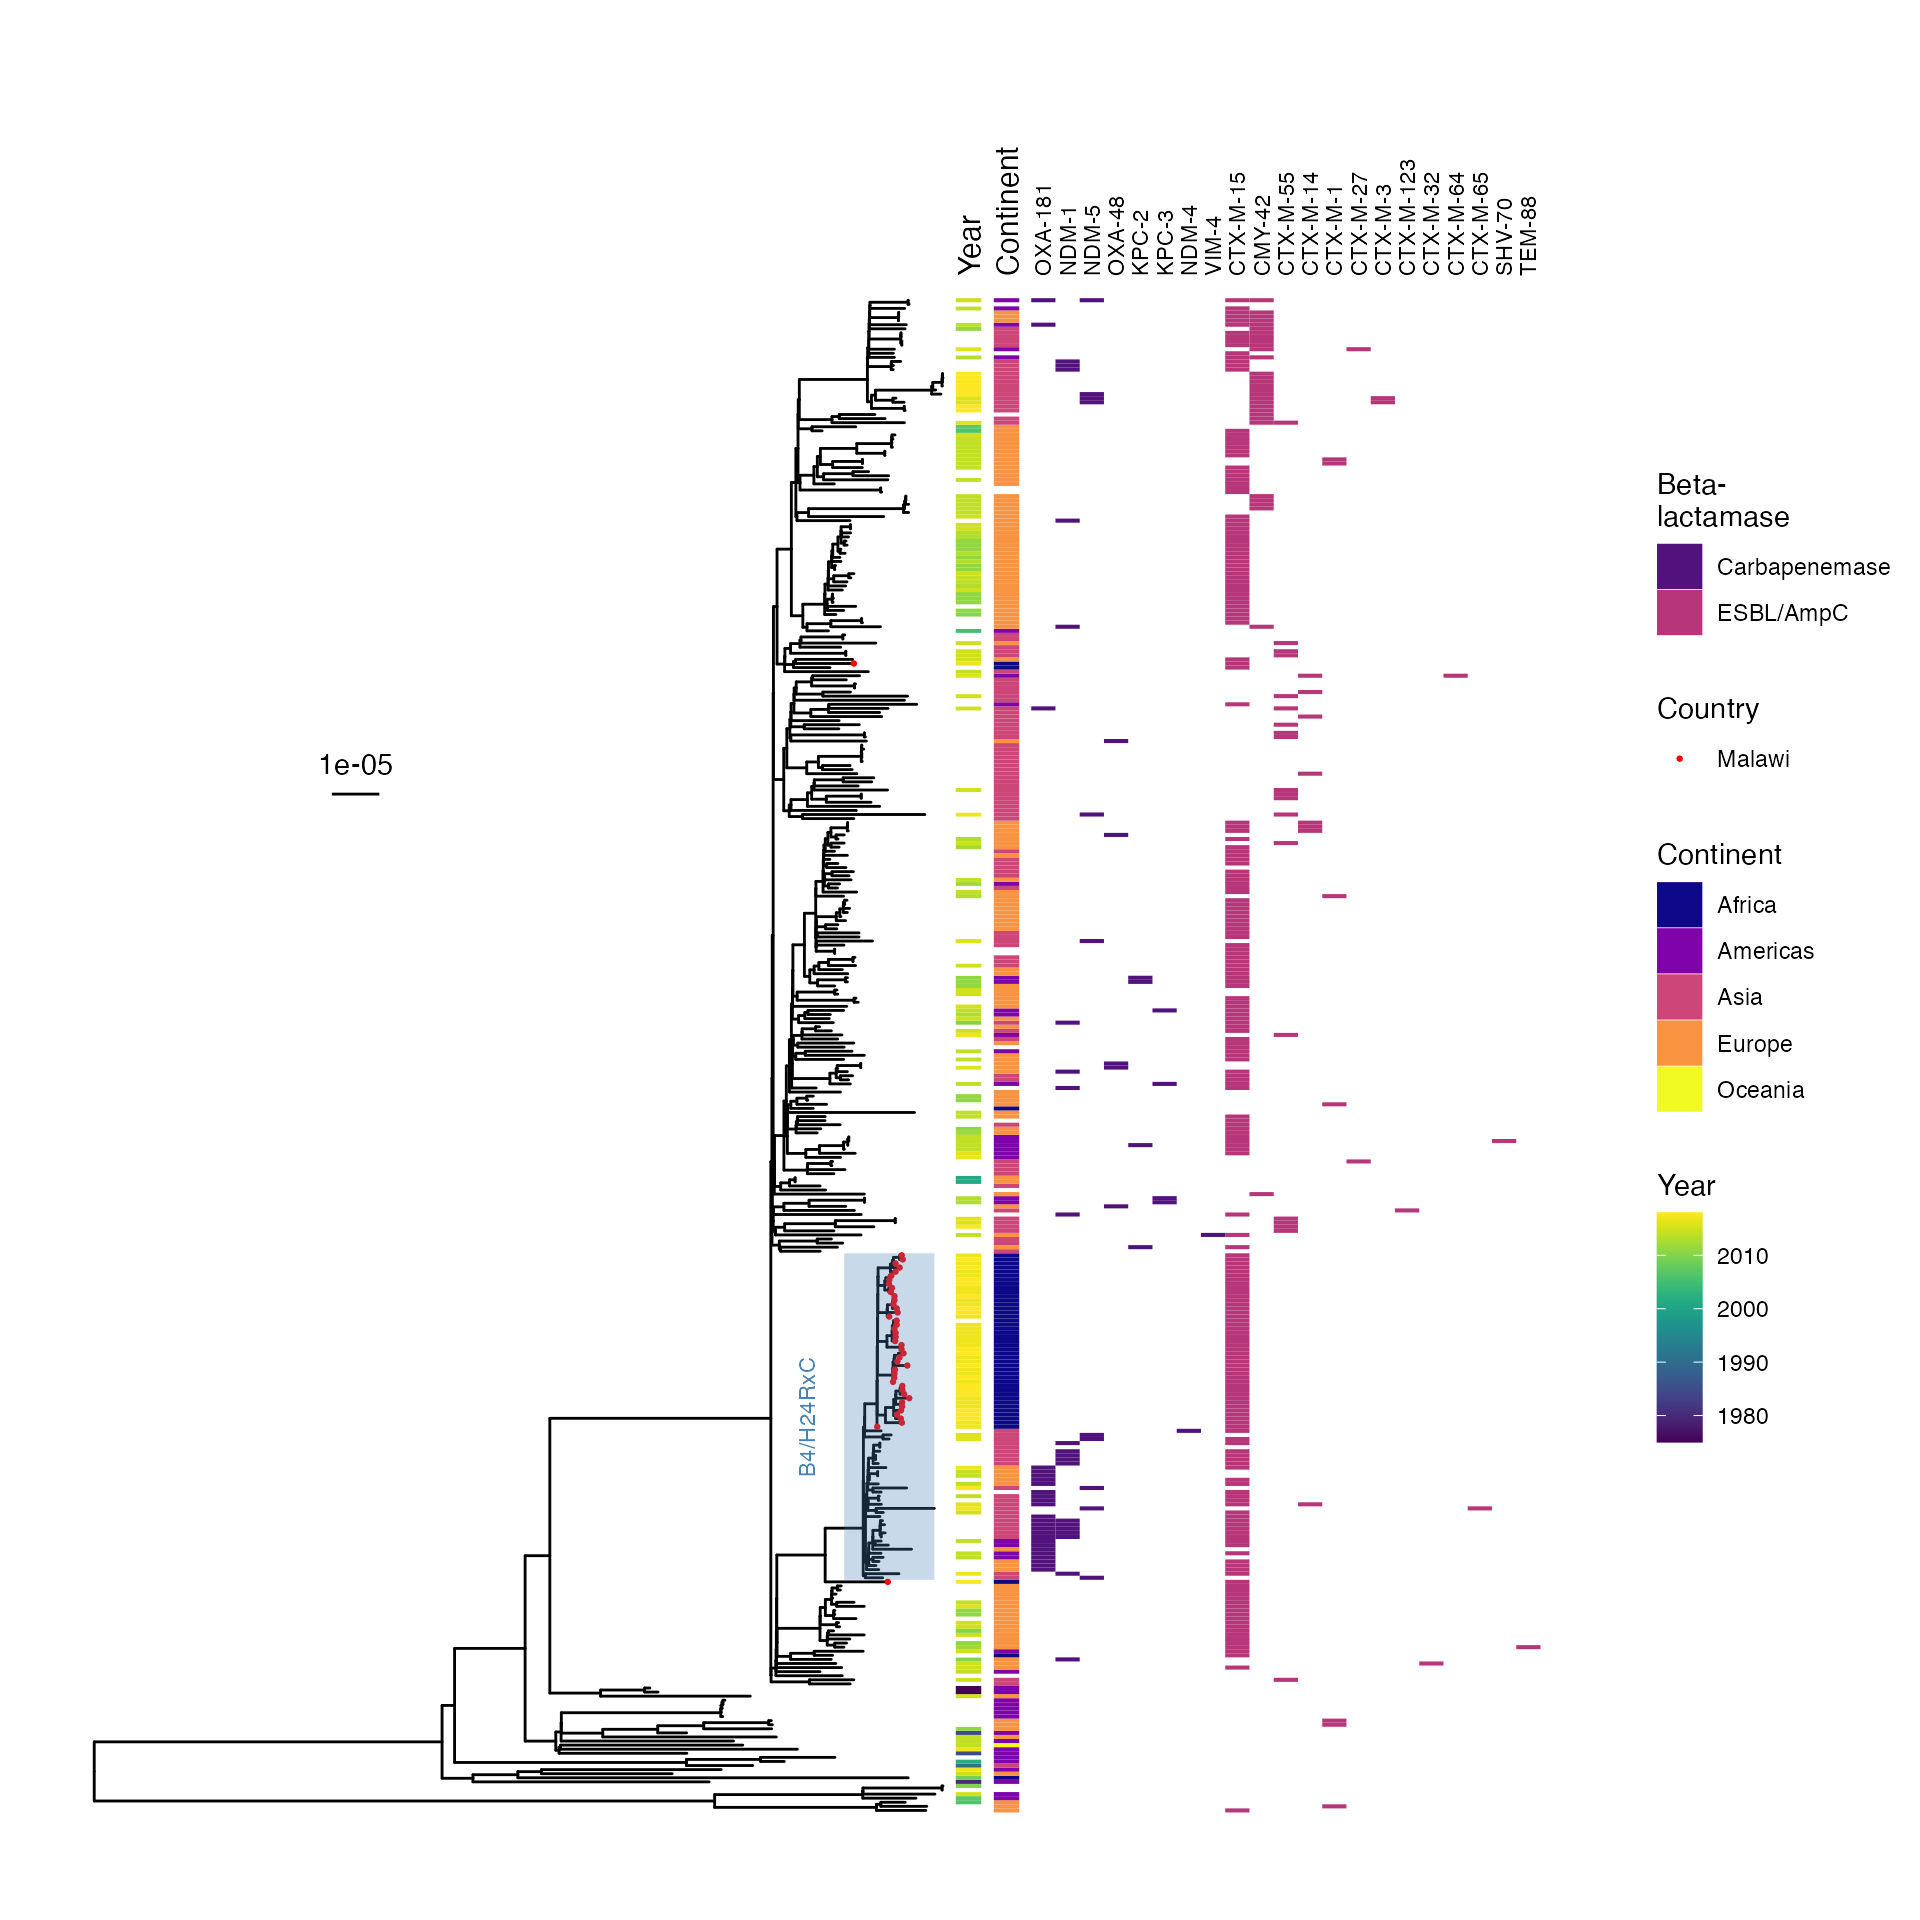 Year
Continent
OXA-181
NDM-1
NDM-5
OXA-48
KPC-2
KPC-3
NDM-4
VIM-4
CTX-M-15
CMY-42
CTX-M-55
CTX-M-14
CTX-M-1
CTX-M-27
CTX-M-3
CTX-M-123
CTX-M-32
CTX-M-64
CTX-M-65
SHV-70
TEM-88
1e-05
B4/H24RxC
Beta-
lactamase
Carbapenemase
ESBL/AmpC
Country
Malawi
Continent
Africa
Americas
Asia
Europe
Oceania
Year
2010
2000
1990
1980